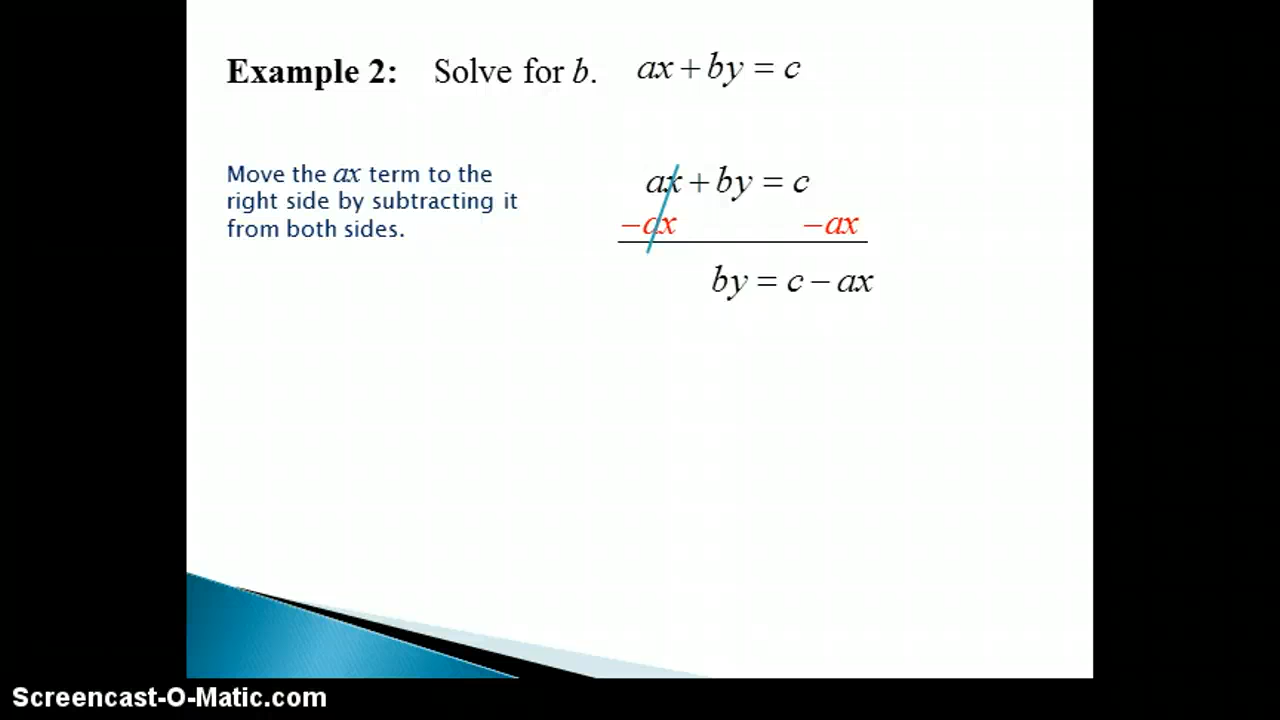 Example 2: Solve for b. ax + by = c
Move the ax term to the
right side by subtracting it
from both sides.
ax + by = c
−ax −ax
by = c − ax
Screencast-O-Matic.com